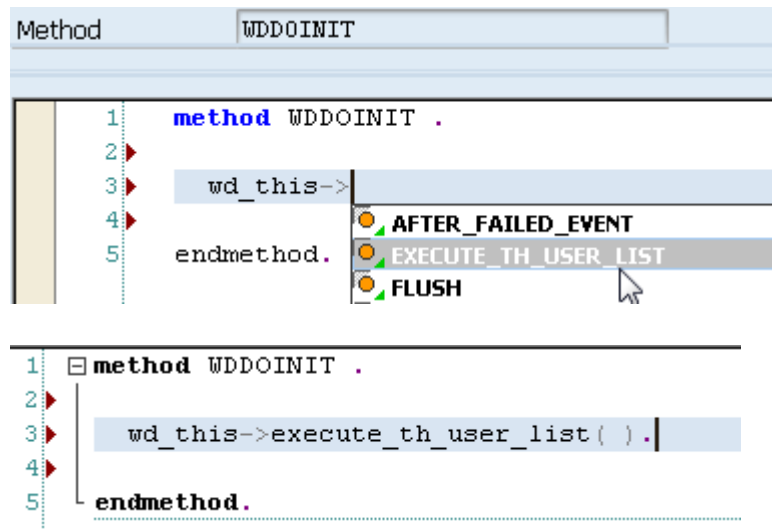 Method WDDOINIT
1 method WDDOINIT .
2
3 wd_this->
4 AFTER_FAILED_EVENT
5 endmethod. EXECUTE_TH_USER_LIST
FLUSH
1 method WDDOINIT .
2
3 wd_this->execute_th_user_list( ).
4
5 endmethod.